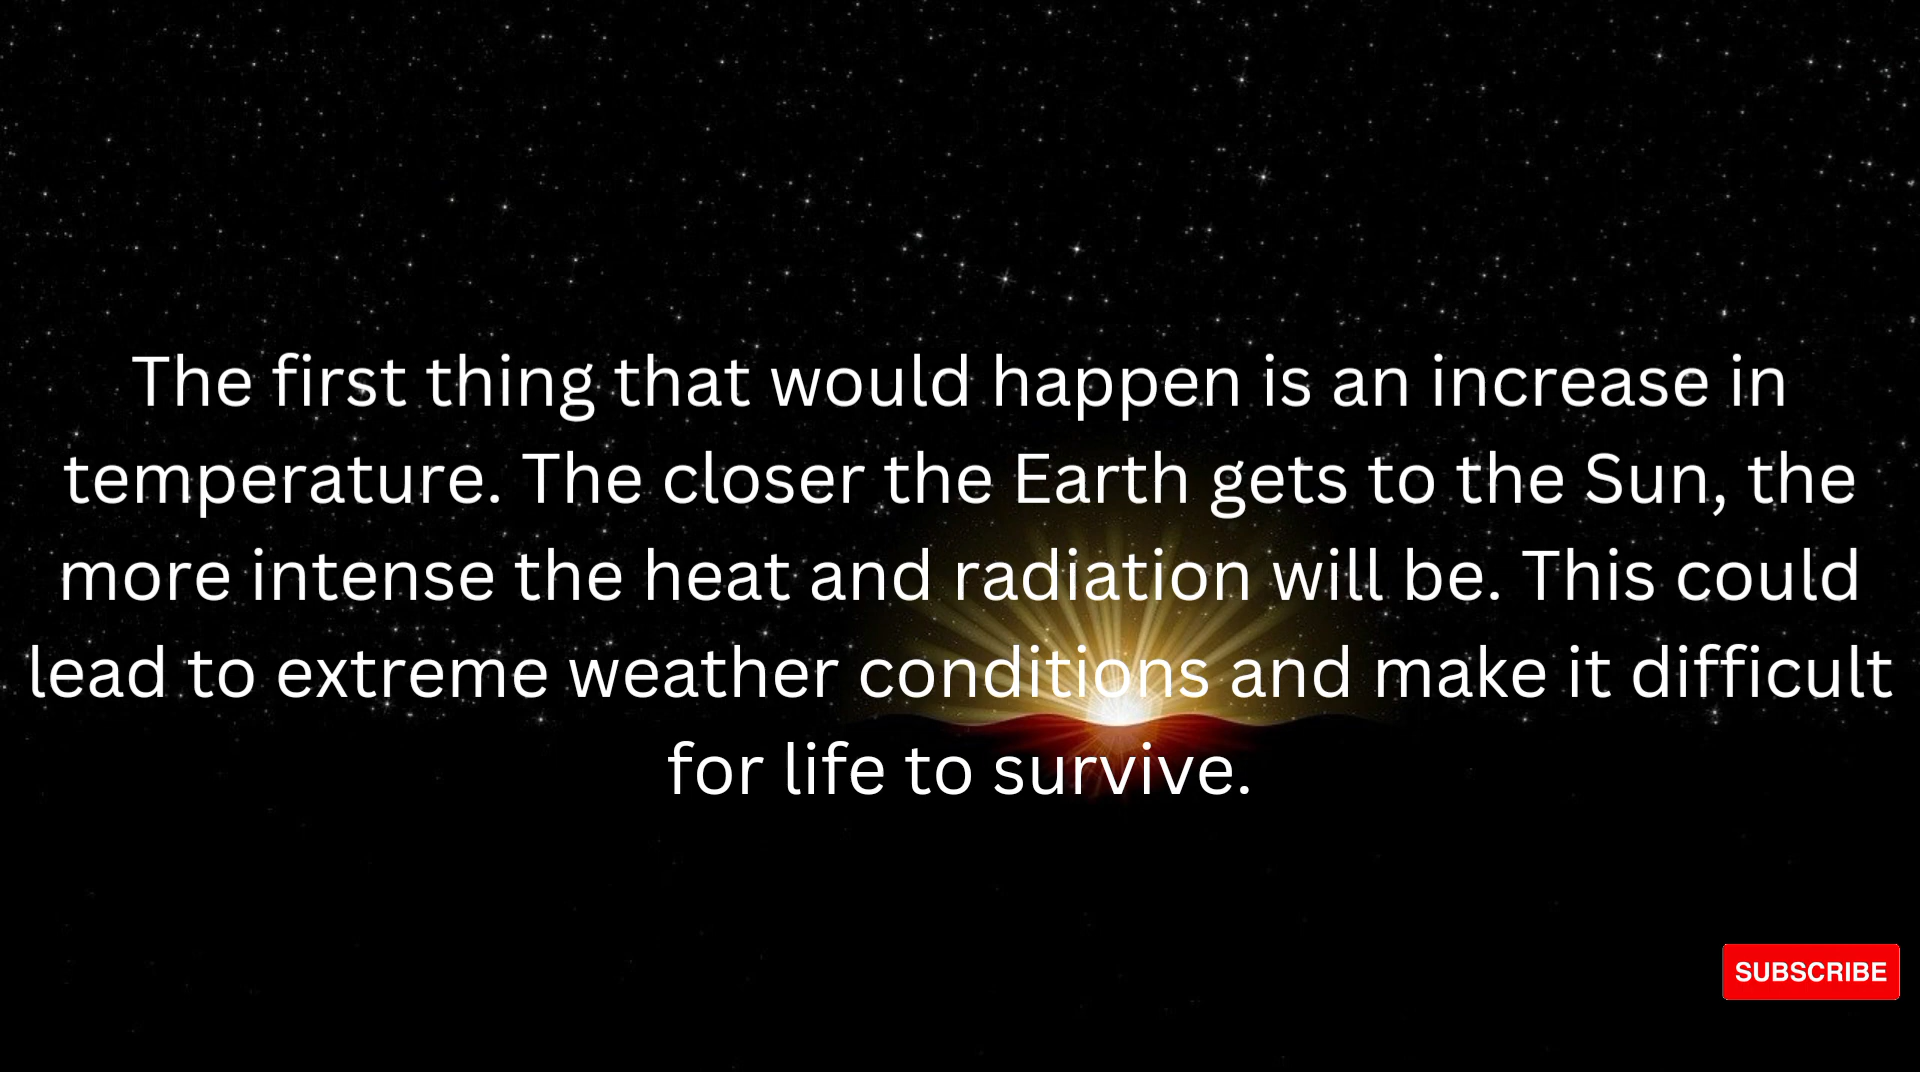 The first thing that would happen is an increase in
temperature. The closer the Earth gets to the Sun, the
more intense the heat and radiation will be. This could
lead to extreme weather conditions and make it difficult
for life to survive.
SUBSCRIBE